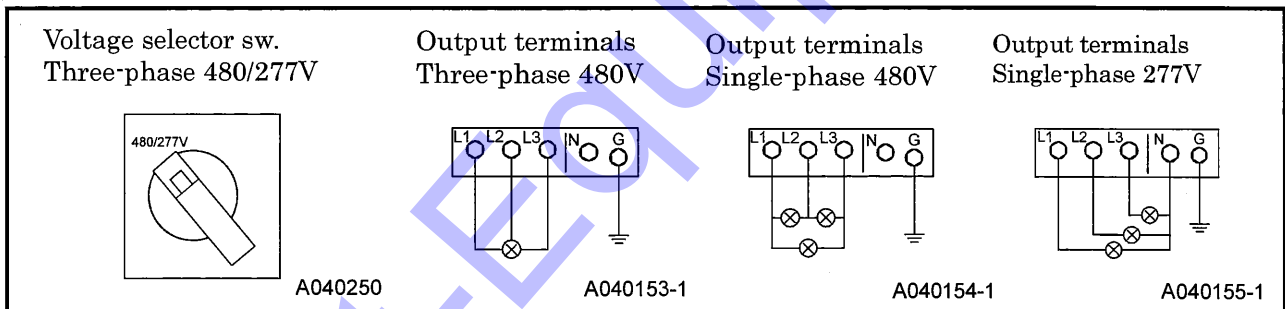 Voltage selector sw.
Three-phase 480/277V
480/277V
A040250
Output terminals
Three-phase 480V
L1 L2 L3 N G
A040153-1
Output terminals
Single-phase 480V
L1 L2 L3 N G
A040154-1
Output terminals
Single-phase 277V
L1 L2 L3 N G
A040155-1